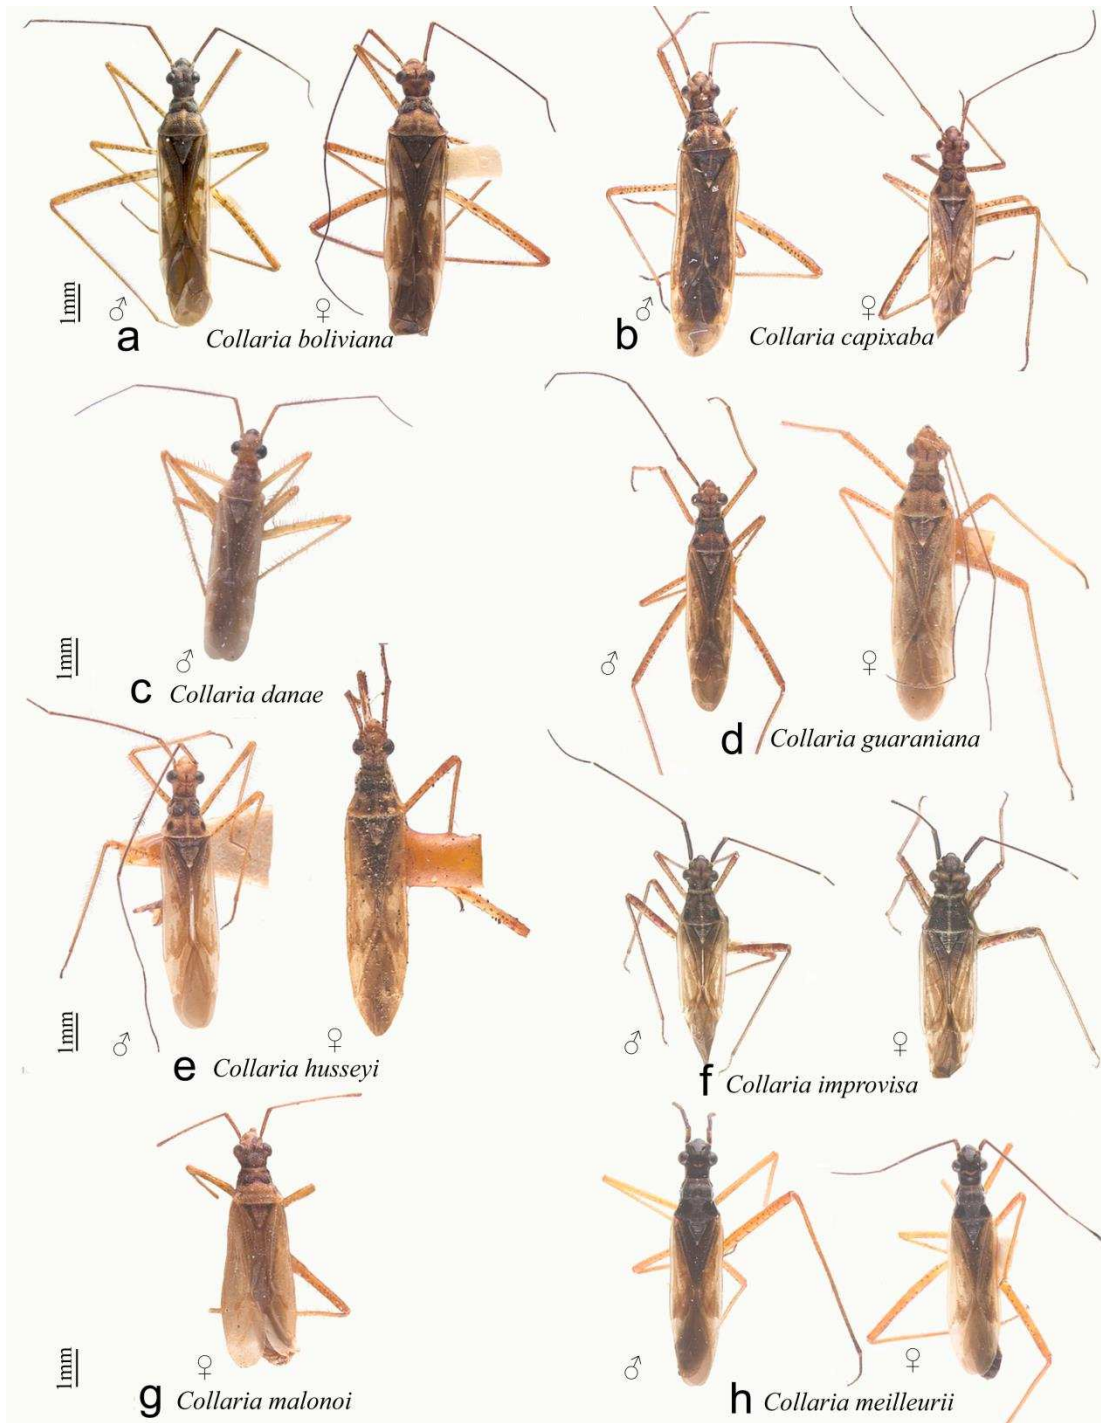 1mm
♂
♀
a Collaria boliviana
♂
♀
b Collaria capixaba
1mm
♂
c Collaria danae
♂
♀
d Collaria guaraniana
1mm
♂
♀
e Collaria husseyi
♂
♀
f Collaria improvisa
1mm
♀
g Collaria malonoi
♂
♀
h Collaria meilleurii